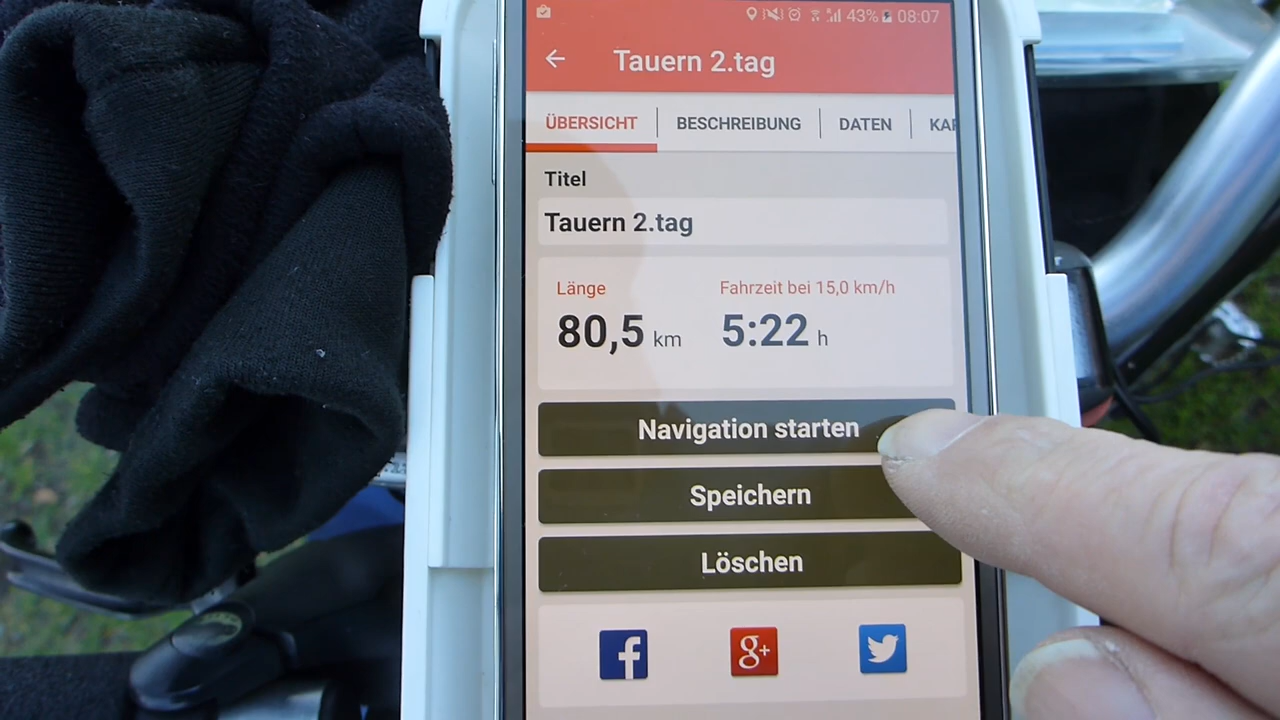 43% 08:07
Tauern 2.tag
ÜBERSICHT BESCHREIBUNG DATEN KAR
Titel
Tauern 2.tag
Länge Fahrzeit bei 15,0 km/h
80,5 km 5:22 h
Navigation starten
Speichern
Löschen
f g+